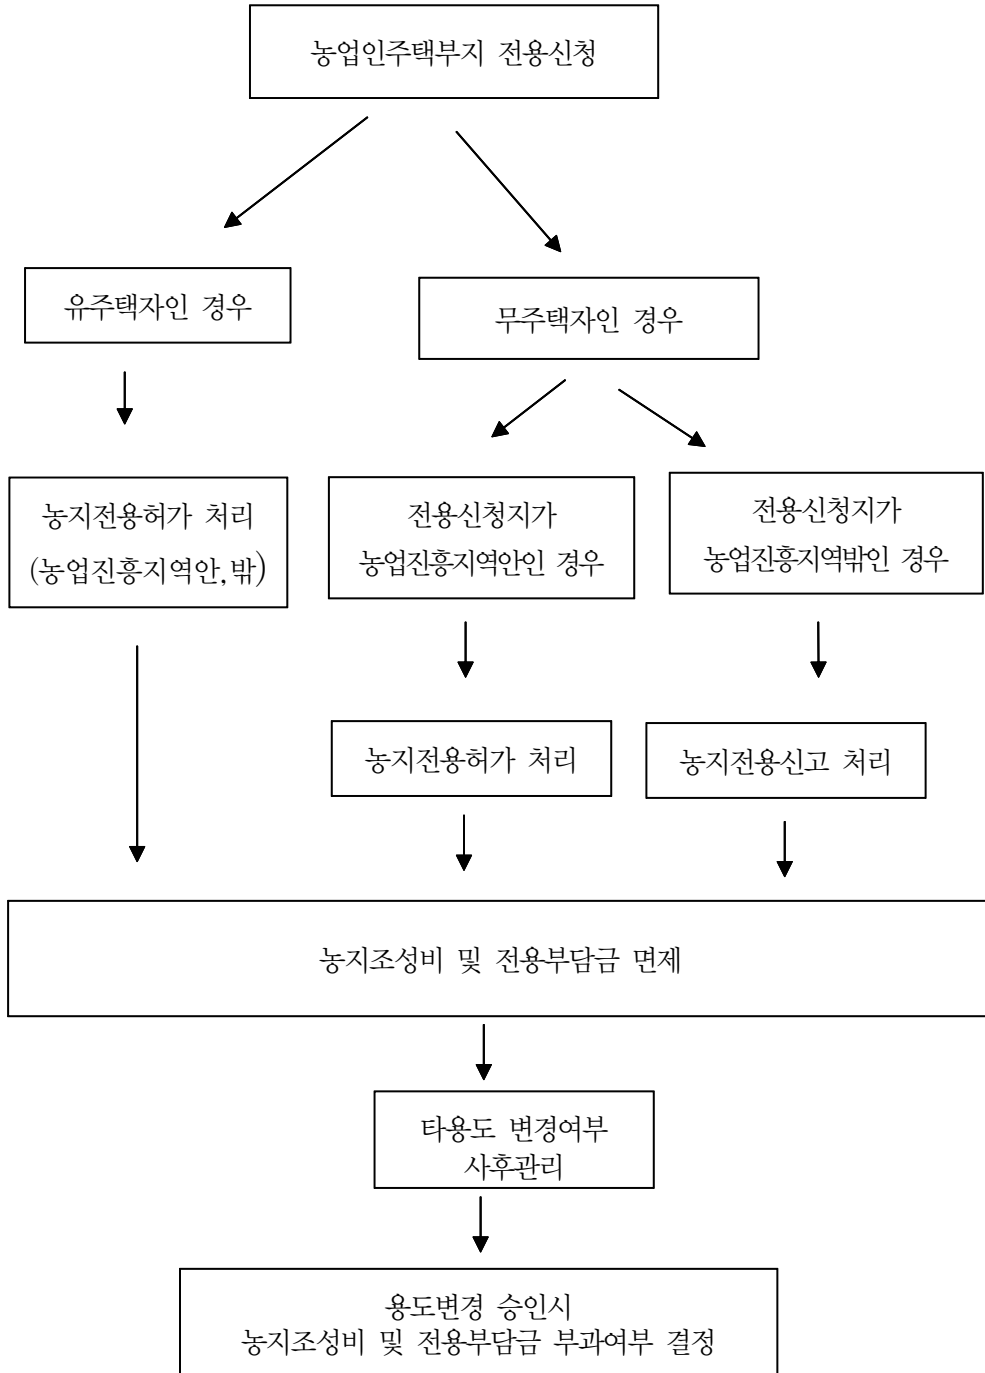 농업인주택부지 전용신청
유주택자인 경우
무주택자인 경우
농지전용허가 처리
(농업진흥지역안,밖)
전용신청지가
농업진흥지역안인 경우
전용신청지가
농업진흥지역밖인 경우
농지전용허가 처리
농지전용신고 처리
농지조성비 및 전용부담금 면제
타용도 변경여부
사후관리
용도변경 승인시
농지조성비 및 전용부담금 부과여부 결정